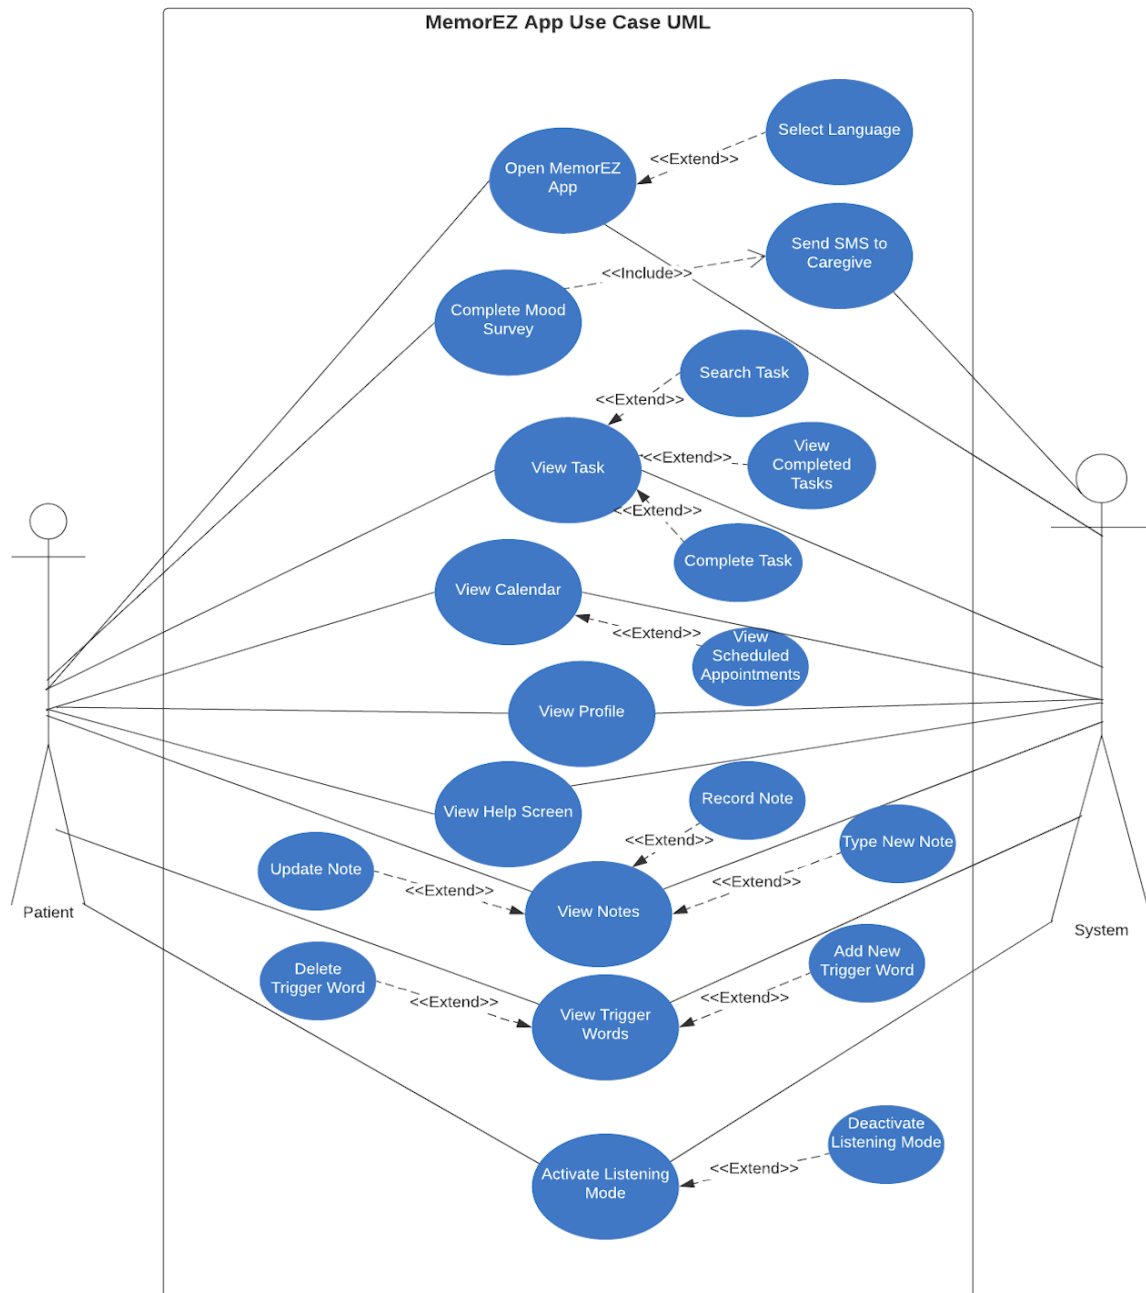 MemorEZ App Use Case UML
Select Language
<<Extend>>
Open MemorEZ
App
Send SMS to
Caregive
<<Include>>
Complete Mood
Survey
Search Task
<<Extend>>
View
Completed
Tasks
<<Extend>>
View Task
<<Extend>>
Complete Task
View Calendar
<<Extend>>
View
Scheduled
Appointments
View Profile
View Help Screen
Record Note
<<Extend>>
Type New Note
Update Note
<<Extend>>
<<Extend>>
View Notes
Patient
System
Delete
Trigger Word
<<Extend>>
Add New
Trigger Word
<<Extend>>
View Trigger
Words
Deactivate
Listening Mode
<<Extend>>
Activate Listening
Mode